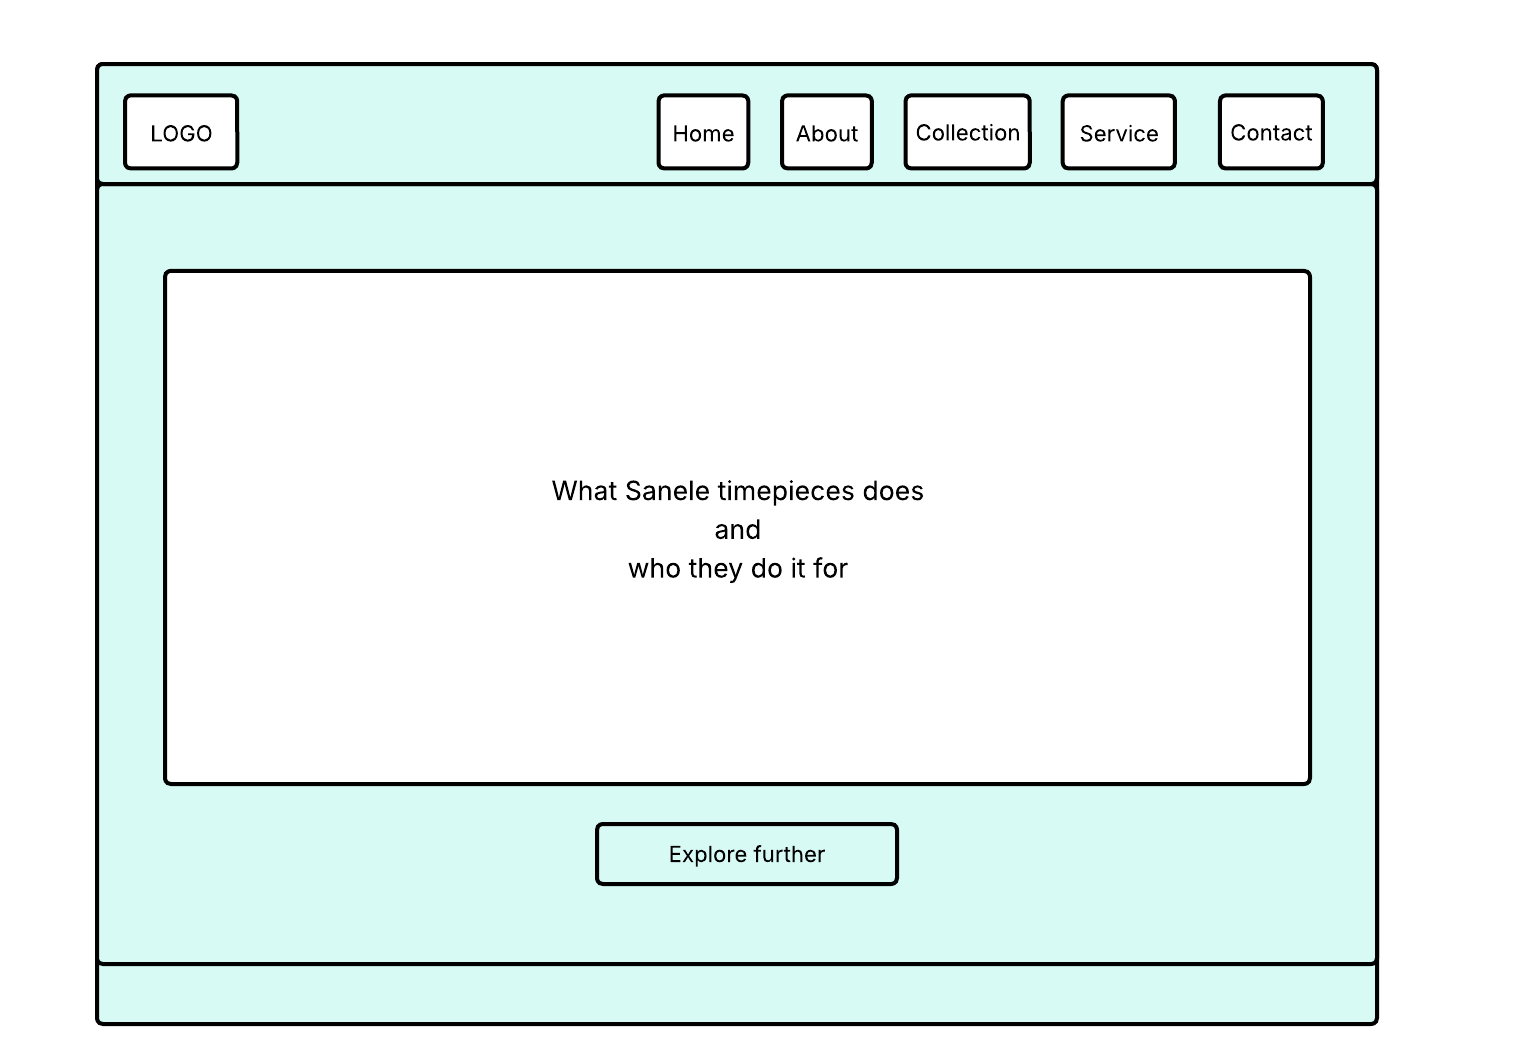 LOGO
Home
About
Collection
Service
Contact
What Sanele timepieces does
and
who they do it for
Explore further